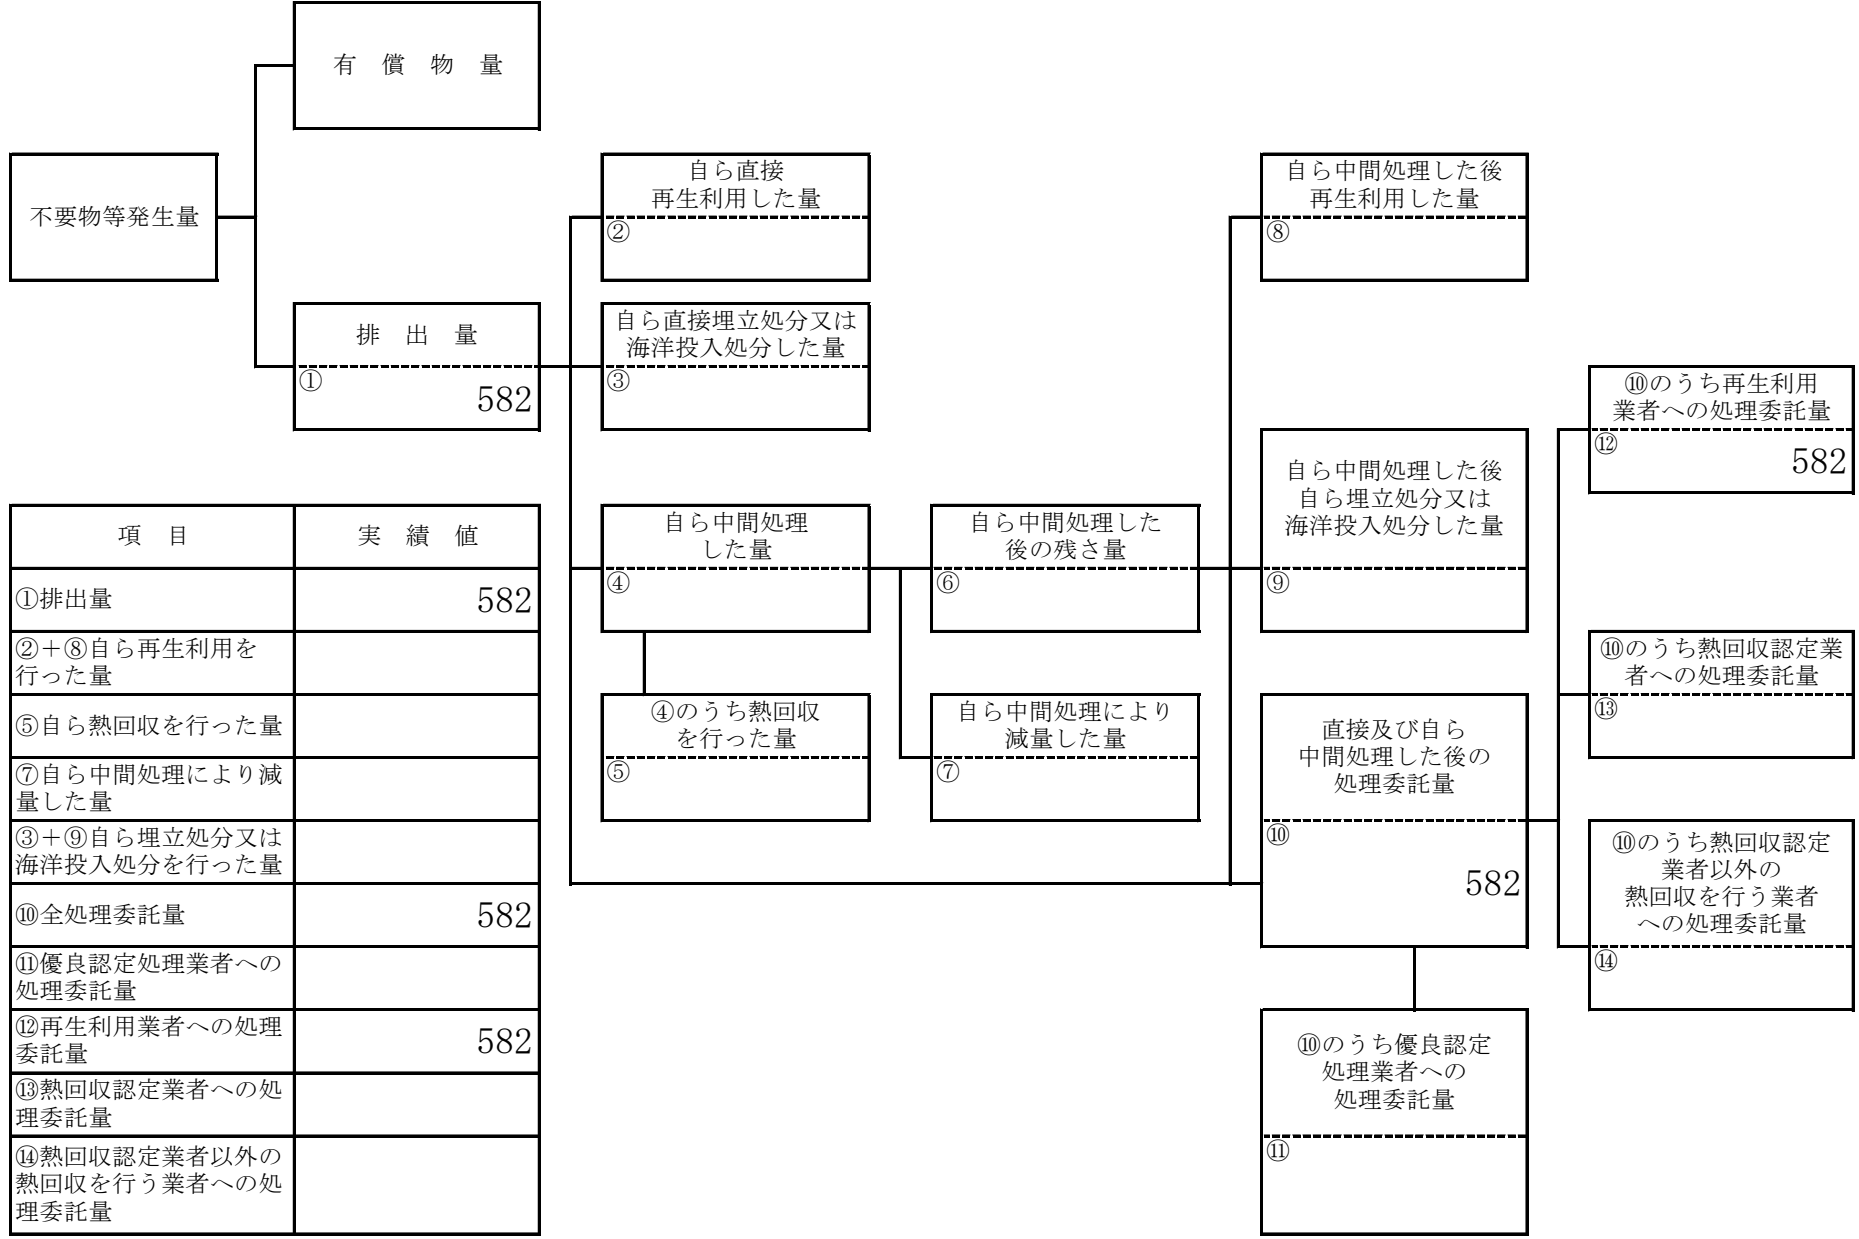 有 償 物 量
不要物等発生量
排 出 量
①
582
自ら直接
再生利用した量
②
自ら直接埋立処分又は
海洋投入処分した量
③
自ら中間処理
した量
④
④のうち熱回収
を行った量
⑤
自ら中間処理した
後の残さ量
⑥
自ら中間処理により
減量した量
⑦
自ら中間処理した後
再生利用した量
⑧
自ら中間処理した後
自ら埋立処分又は
海洋投入処分した量
⑨
直接及び自ら
中間処理した後の
処理委託量
⑩
582
⑩のうち優良認定
処理業者への
処理委託量
⑪
⑩のうち再生利用
業者への処理委託量
⑫
582
⑩のうち熱回収認定業
者への処理委託量
⑬
⑩のうち熱回収認定
業者以外の
熱回収を行う業者
への処理委託量
⑭
項 目
実 績 値
①排出量
582
②+⑧自ら再生利用を
行った量
⑤自ら熱回収を行った量
⑦自ら中間処理により減
量した量
③+⑨自ら埋立処分又は
海洋投入処分を行った量
⑩全処理委託量
582
⑪優良認定処理業者への
処理委託量
⑫再生利用業者への処理
委託量
582
⑬熱回収認定業者への処
理委託量
⑭熱回収認定業者以外の
熱回収を行う業者への処
理委託量